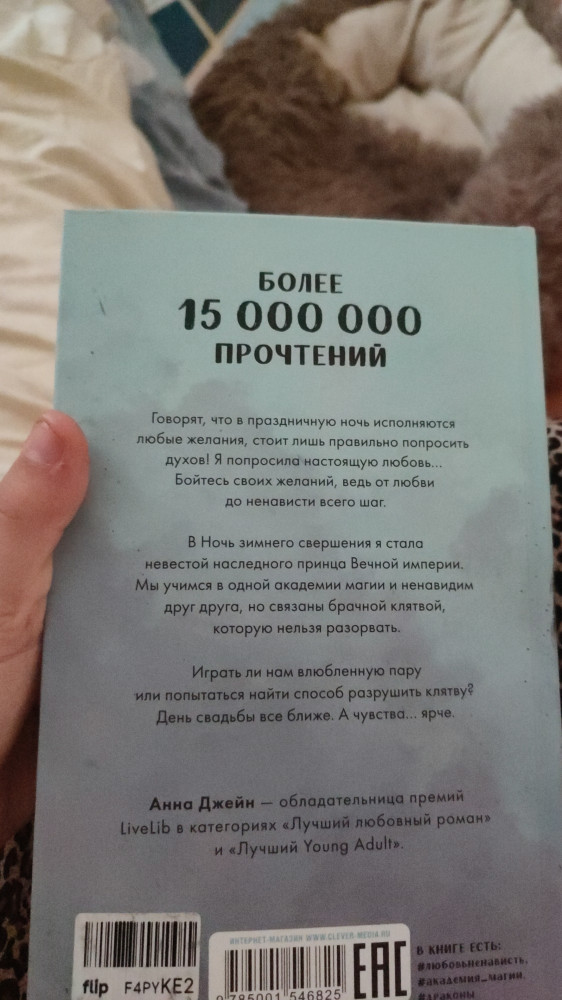 БОЛЕЕ
15 000 000
ПРОЧТЕНИЙ
Говорят, что в праздничную ночь исполняются
любые желания, стоит лишь правильно попросить
духов! Я попросила настоящую любовь...
Бойтесь своих желаний, ведь от любви
до ненависти всего шаг.
В Ночь зимнего свершения я стала
невестой наследного принца Вечной империи.
Мы учимся в одной академии магии и ненавидим
друг друга, но связаны брачной клятвой,
которую нельзя разорвать.
Играть ли нам влюбленную пару
или попытаться найти способ разрушить клятву?
День свадьбы все ближе. А чувства... ярче.
Анна Джейн — обладательница премий
LiveLib в категориях «Лучший любовный роман»
и «Лучший Young Adult».
flip F4PYKE2
ИНТЕРНЕТ-МАГАЗИН WWW.CLEVER-MEDIA.RU
9 785001 546825
EAC
В КНИГЕ ЕСТЬ:
#любовьненависть,
#академия_магии,
#драконы